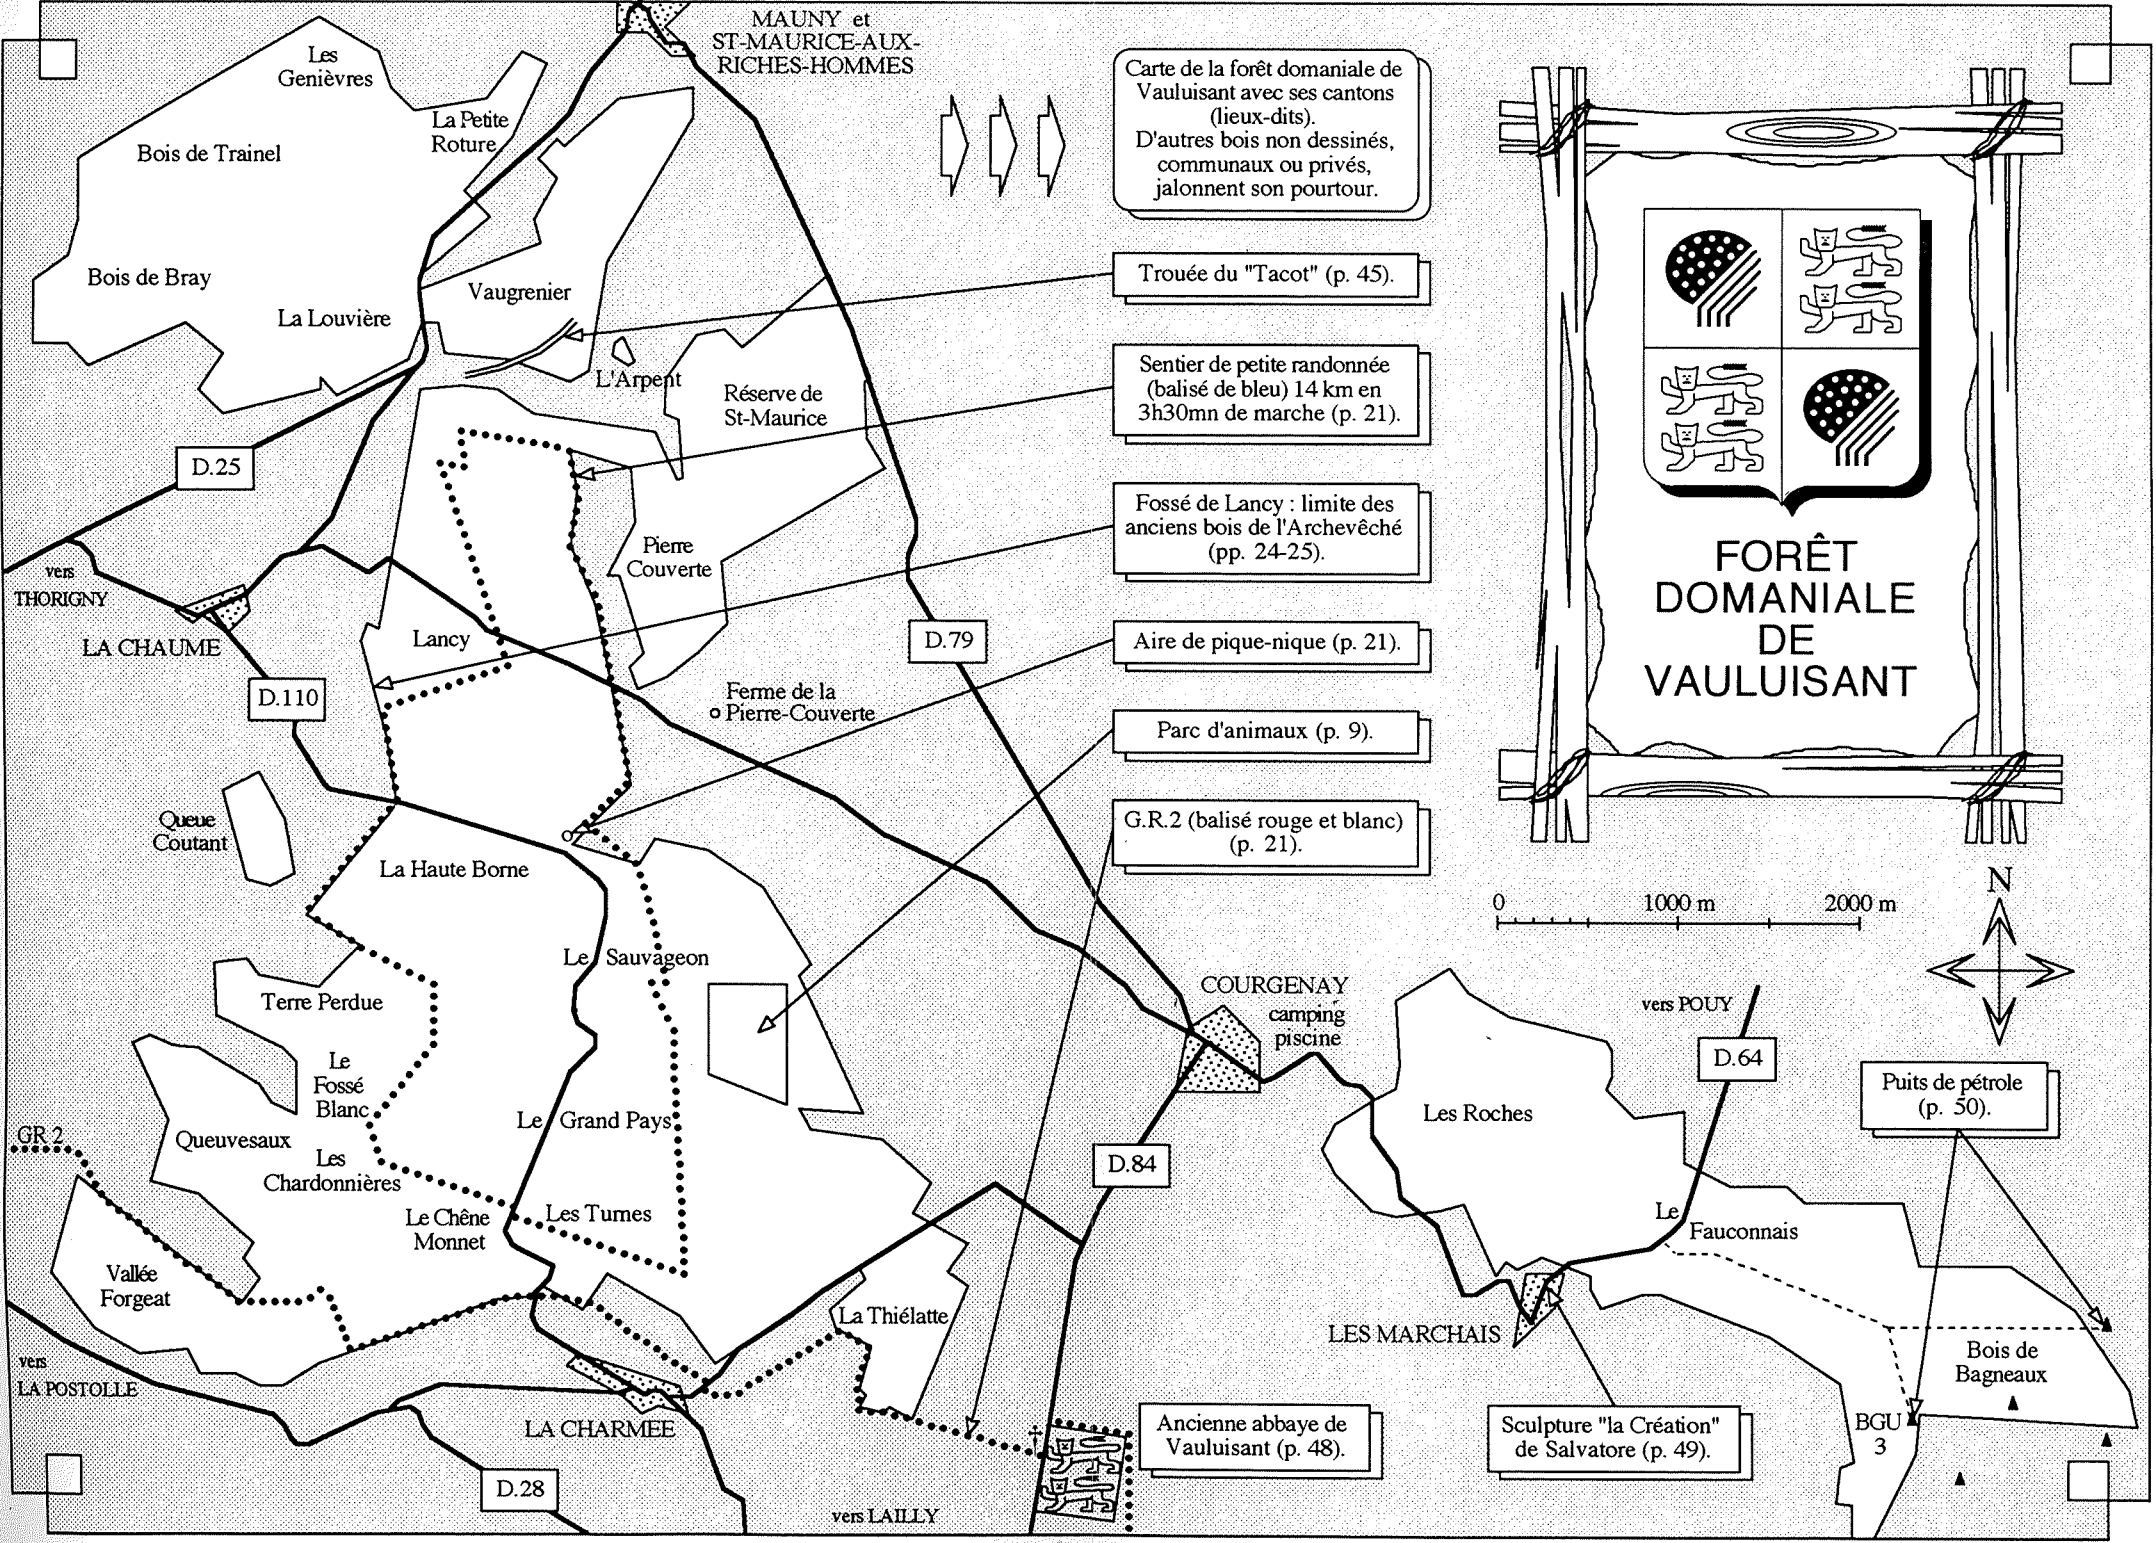 MAUNY et
ST-MAURICE-AUX-
RICHES-HOMMES
Les
Genièvres
La Petite
Roture
Bois de Trainel
Bois de Bray
La Louvière
Vaugrenier
L'Arpent
Réserve de
St-Maurice
D.25
vers
THORIGNY
LA CHAUME
Lancy
Pierre
Couverte
D.110
Ferme de la
Pierre-Couverte
D.79
Queue
Coutant
La Haute Borne
Le Sauvageon
Terre Perdue
Le
Fossé
Blanc
Le Grand Pays
GR 2
Queuvesaux
Les
Chardonnières
Le Chêne
Monnet
Les Turnes
Vallée
Forgeat
La Thiélatte
vers
LA POSTOLLE
LA CHARMEE
D.28
vers LAILLY
Carte de la forêt domaniale de
Vauluisant avec ses cantons
(lieux-dits).
D'autres bois non dessinés,
communaux ou privés,
jalonnent son pourtour.
Trouée du "Tacot" (p. 45).
Sentier de petite randonnée
(balisé de bleu) 14 km en
3h30mn de marche (p. 21).
Fossé de Lancy : limite des
anciens bois de l'Archevêché
(pp. 24-25).
Aire de pique-nique (p. 21).
Parc d'animaux (p. 9).
G.R.2 (balisé rouge et blanc)
(p. 21).
FORÊT
DOMANIALE
DE
VAULUISANT
0 1000 m 2000 m
N
COURGENAY
camping
piscine
D.84
Les Roches
vers POUY
D.64
Puits de pétrole
(p. 50).
Le
Fauconnais
LES MARCHAIS
Bois de
Bagneaux
BGU
3
Ancienne abbaye de
Vauluisant (p. 48).
Sculpture "la Création"
de Salvatore (p. 49).